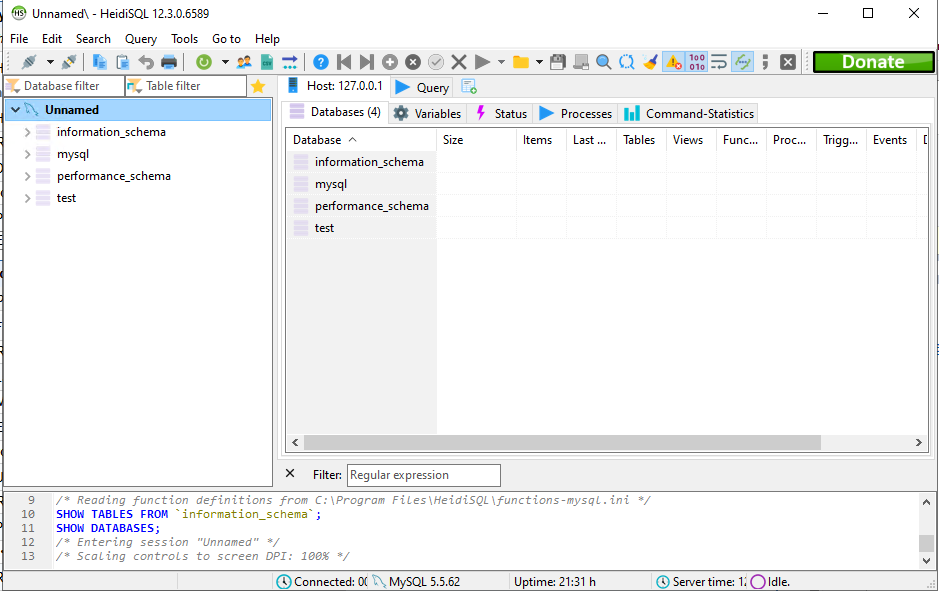 Unnamed\ - HeidiSQL 12.3.0.6589
File Edit Search Query Tools Go to Help
Donate
Database filter Table filter Host: 127.0.0.1 Query
Unnamed
information_schema
mysql
performance_schema
test
Databases (4) Variables Status Processes Command-Statistics
Database Size Items Last ... Tables Views Func... Proc... Trigg... Events
information_schema
mysql
performance_schema
test
Filter: Regular expression
9 /* Reading function definitions from C:\Program Files\HeidiSQL\functions-mysql.ini */
10 SHOW TABLES FROM `information_schema`;
11 SHOW DATABASES;
12 /* Entering session "Unnamed" */
13 /* Scaling controls to screen DPI: 100% */
Connected: 00 MySQL 5.5.62 Uptime: 21:31 h Server time: 12 Idle.